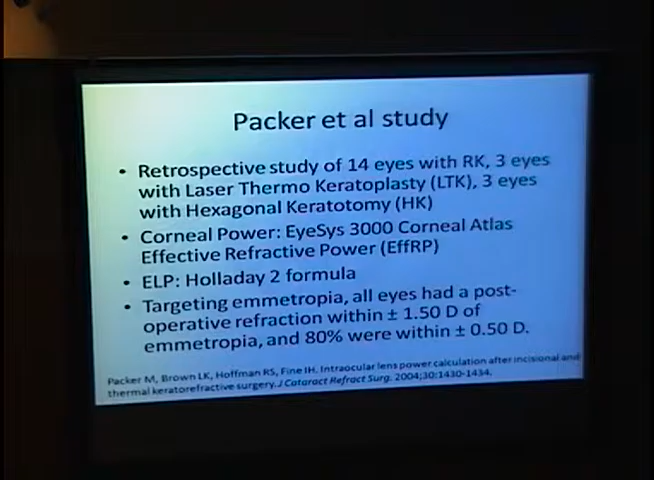 Packer et al study
• Retrospective study of 14 eyes with RK, 3 eyes
with Laser Thermo Keratoplasty (LTK), 3 eyes
with Hexagonal Keratotomy (HK)
• Corneal Power: EyeSys 3000 Corneal Atlas
Effective Refractive Power (EffRP)
• ELP: Holladay 2 formula
• Targeting emmetropia, all eyes had a post-
operative refraction within ± 1.50 D of
emmetropia, and 80% were within ± 0.50 D.
Packer M, Brown LK, Hoffman RS, Fine IH. Intraocular lens power calculation after incisional and
thermal keratorefractive surgery. J Cataract Refract Surg. 2004;30:1430-1434.